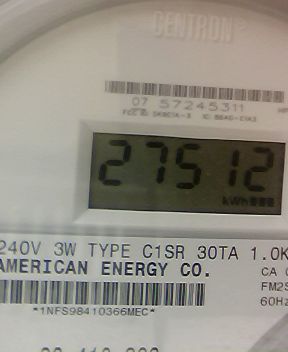 CENTRON®
07 57245311
27512
kWh
240V 3W TYPE C1SR 30TA 1.0K
AMERICAN ENERGY CO.
CA
FM2S
60Hz
*1NFS98410366MEC*